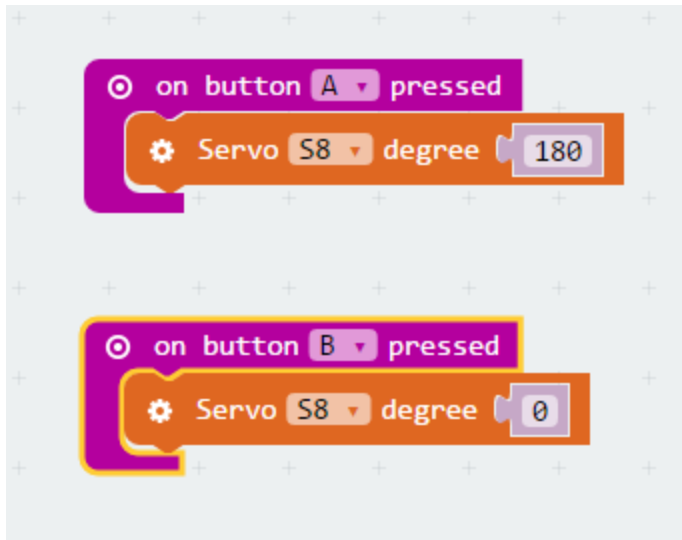 on button A pressed
Servo S8 degree 180
on button B pressed
Servo S8 degree 0